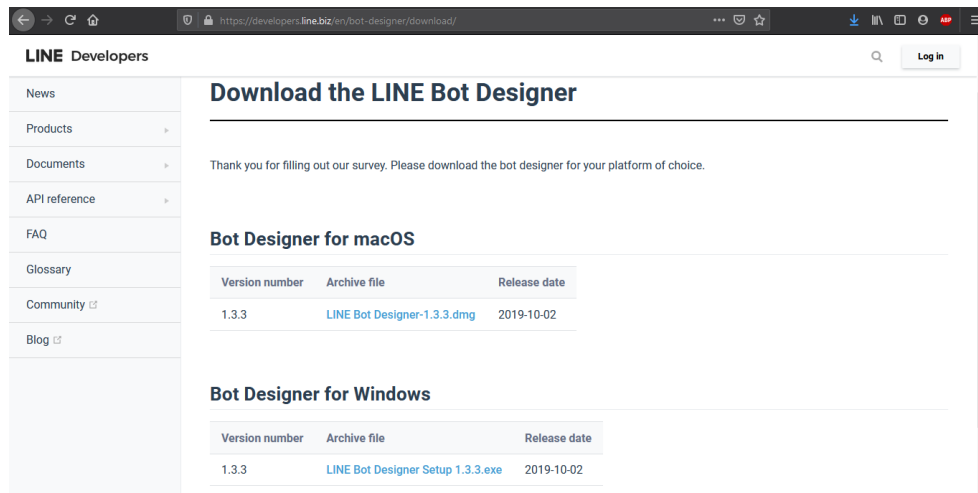 https://developers.line.biz/en/bot-designer/download/
ABP
LINE Developers
Log in
News
Products
Documents
API reference
FAQ
Glossary
Community
Blog
Download the LINE Bot Designer
Thank you for filling out our survey. Please download the bot designer for your platform of choice.
Bot Designer for macOS
Version number Archive file Release date
1.3.3 LINE Bot Designer-1.3.3.dmg 2019-10-02
Bot Designer for Windows
Version number Archive file Release date
1.3.3 LINE Bot Designer Setup 1.3.3.exe 2019-10-02